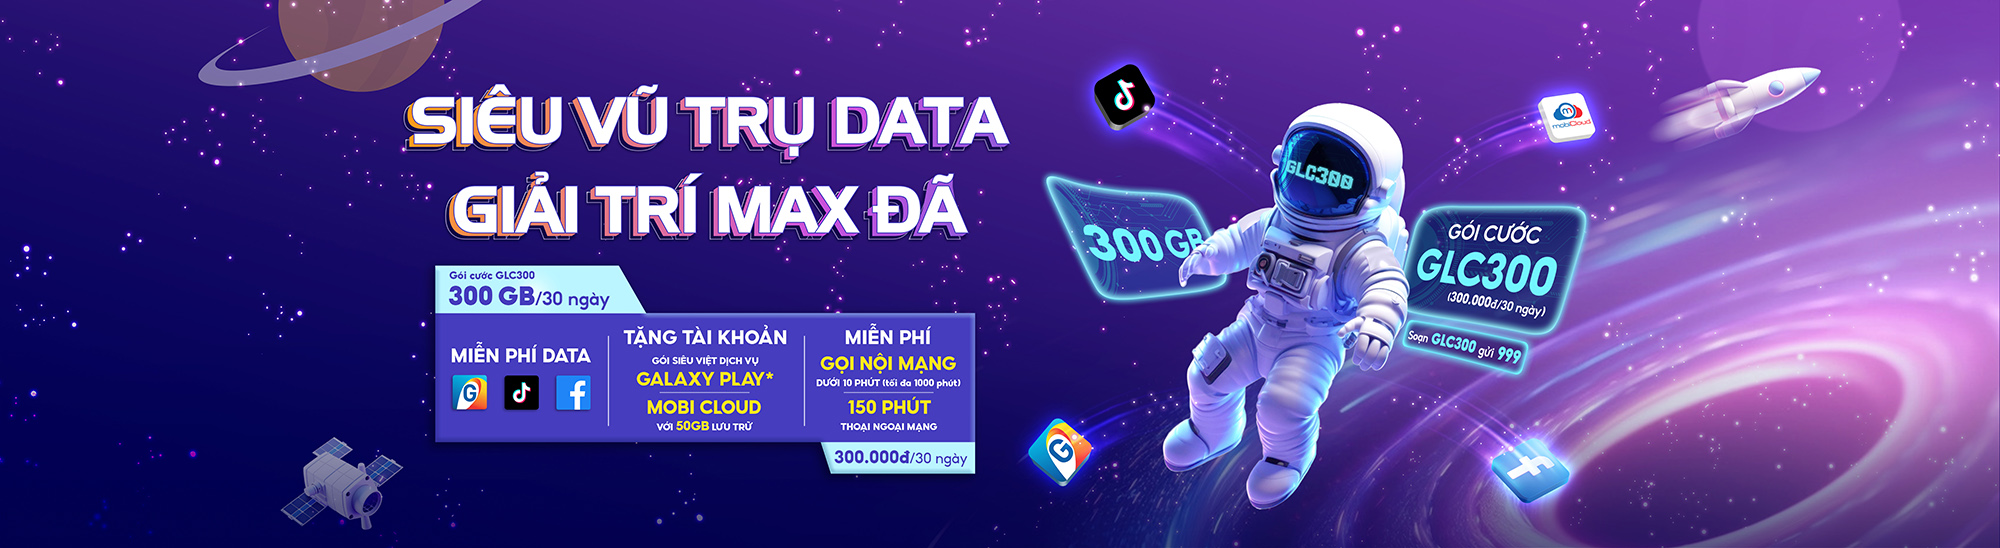 SIÊU VŨ TRỤ DATA
GIẢI TRÍ MAX ĐÃ
Gói cước GLC300
300 GB/30 ngày
MIỄN PHÍ DATA
G
f
TẶNG TÀI KHOẢN
GÓI SIÊU VIỆT DỊCH VỤ
GALAXY PLAY*
MOBI CLOUD
VỚI 50GB LƯU TRỮ
MIỄN PHÍ
GỌI NỘI MẠNG
DƯỚI 10 PHÚT (tối đa 1000 phút)
150 PHÚT
THOẠI NGOẠI MẠNG
300.000đ/30 ngày
GLC300
300 GB
m
mobiCloud
GÓI CƯỚC
GLC300
(300.000đ/30 ngày)
Soạn GLC300 gửi 999
G
f